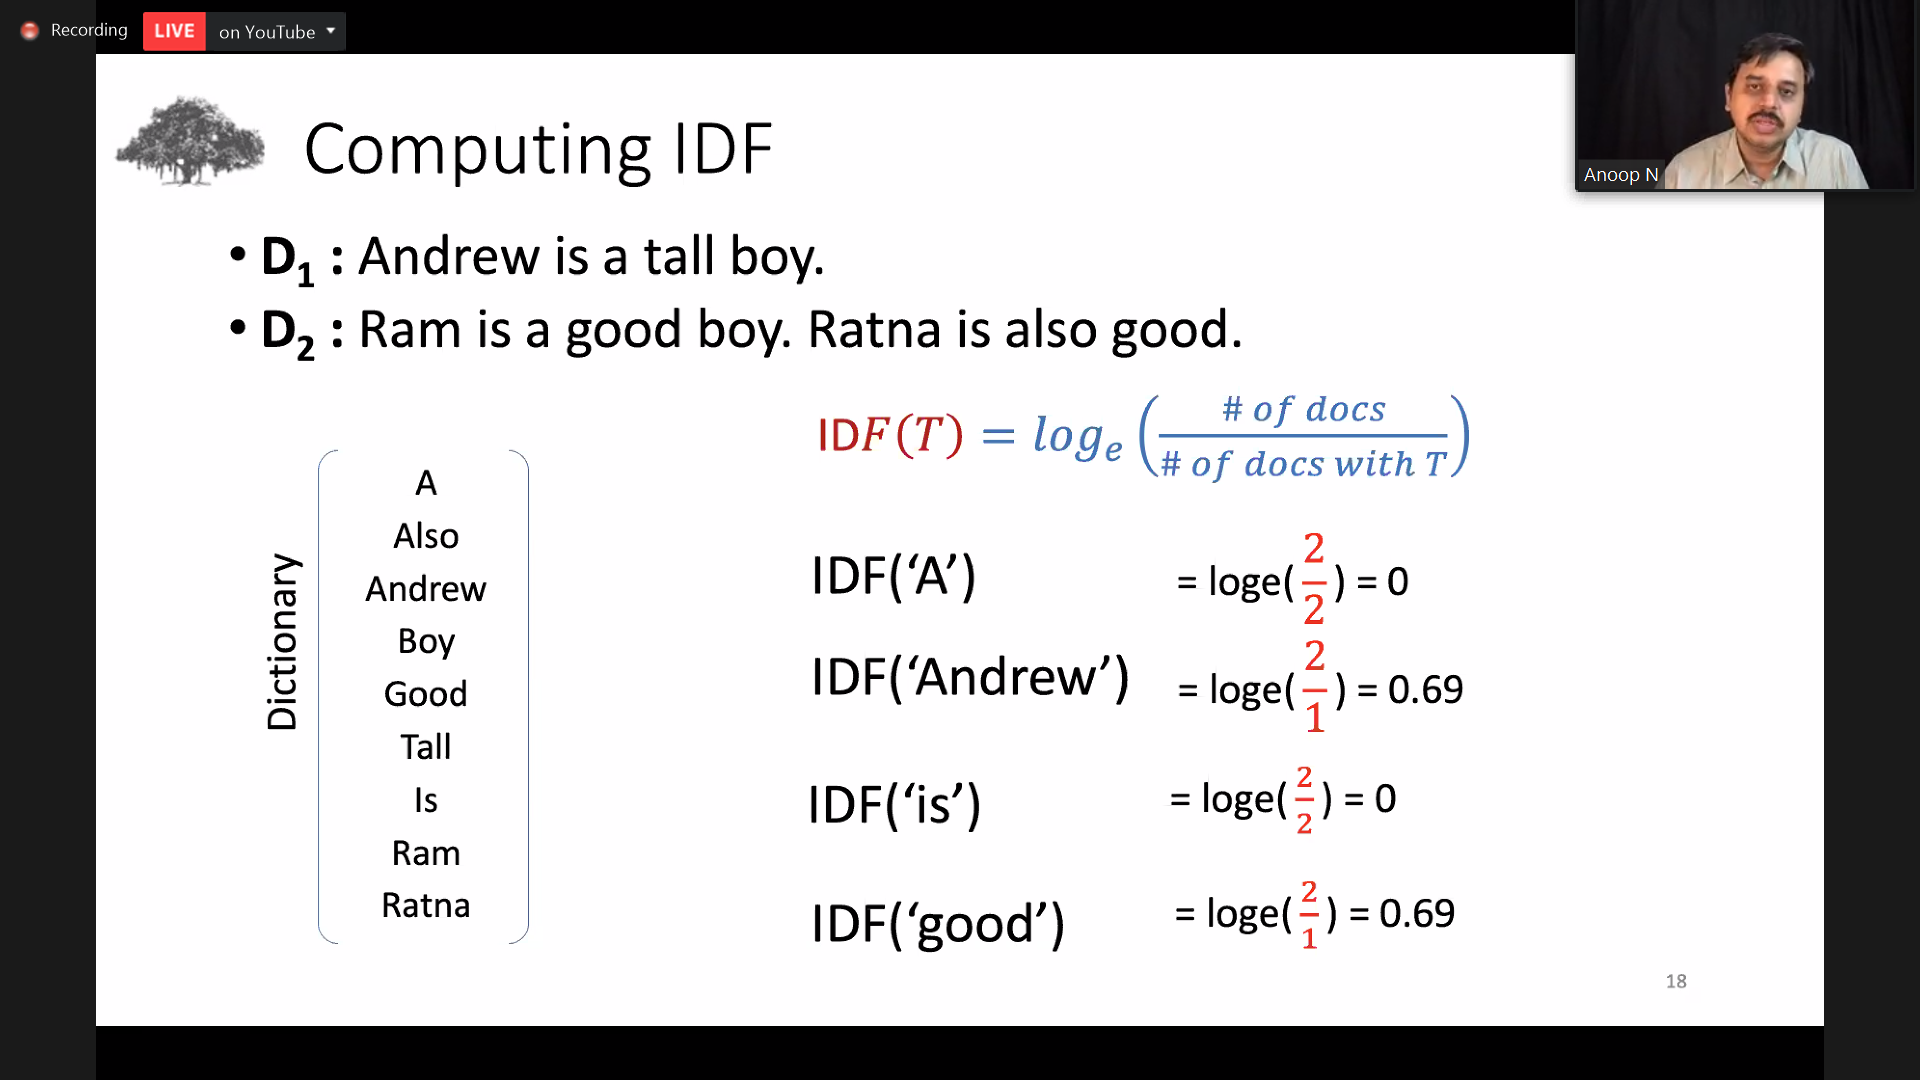 Recording
LIVE on YouTube
Anoop N
Computing IDF
• D₁ : Andrew is a tall boy.
• D₂ : Ram is a good boy. Ratna is also good.
IDF(T) = logₑ (# of docs / # of docs with T)
Dictionary
A
Also
Andrew
Boy
Good
Tall
Is
Ram
Ratna
IDF(‘A’) = loge(2/2) = 0
IDF(‘Andrew’) = loge(2/1) = 0.69
IDF(‘is’) = loge(2/2) = 0
IDF(‘good’) = loge(2/1) = 0.69
18